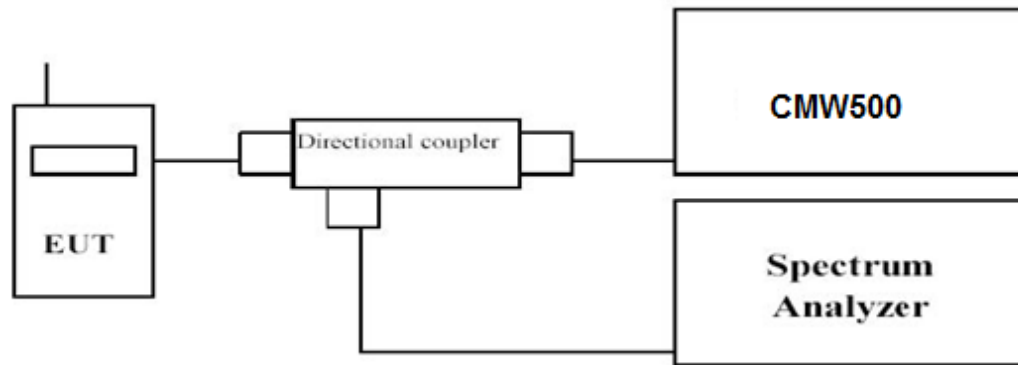 EUT
Directional coupler
CMW500
Spectrum
Analyzer